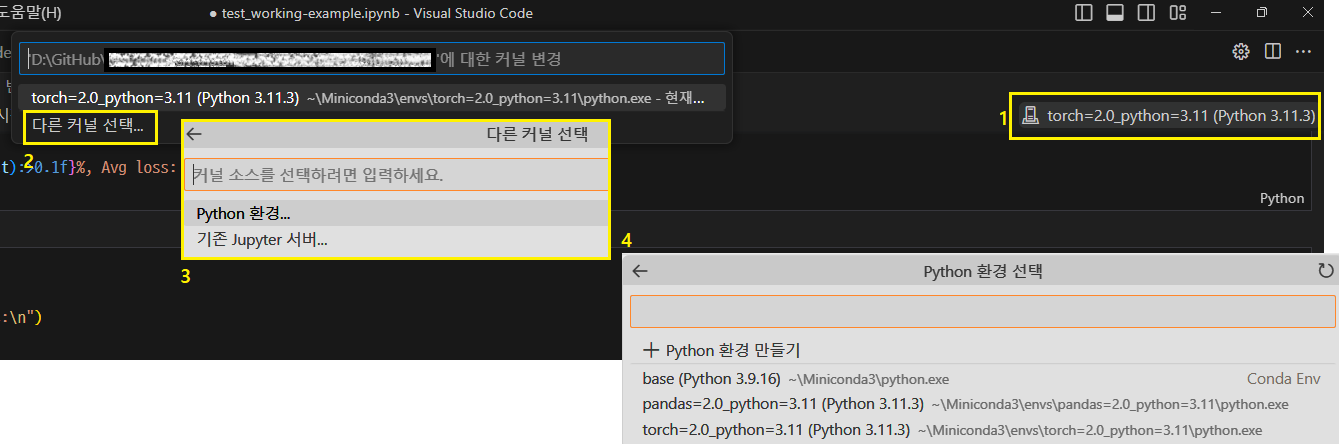 도움말(H)
● test_working-example.ipynb - Visual Studio Code
'D:\GitHub\ '에 대한 커널 변경
torch=2.0_python=3.11 (Python 3.11.3) ~\Miniconda3\envs\torch=2.0_python=3.11\python.exe - 현재...
다른 커널 선택...
2
1
torch=2.0_python=3.11 (Python 3.11.3)
t):>0.1f}%, Avg loss:
Python
다른 커널 선택
커널 소스를 선택하려면 입력하세요.
Python 환경...
기존 Jupyter 서버...
3
4
:\n")
Python 환경 선택
+ Python 환경 만들기
base (Python 3.9.16) ~\Miniconda3\python.exe Conda Env
pandas=2.0_python=3.11 (Python 3.11.3) ~\Miniconda3\envs\pandas=2.0_python=3.11\python.exe
torch=2.0_python=3.11 (Python 3.11.3) ~\Miniconda3\envs\torch=2.0_python=3.11\python.exe